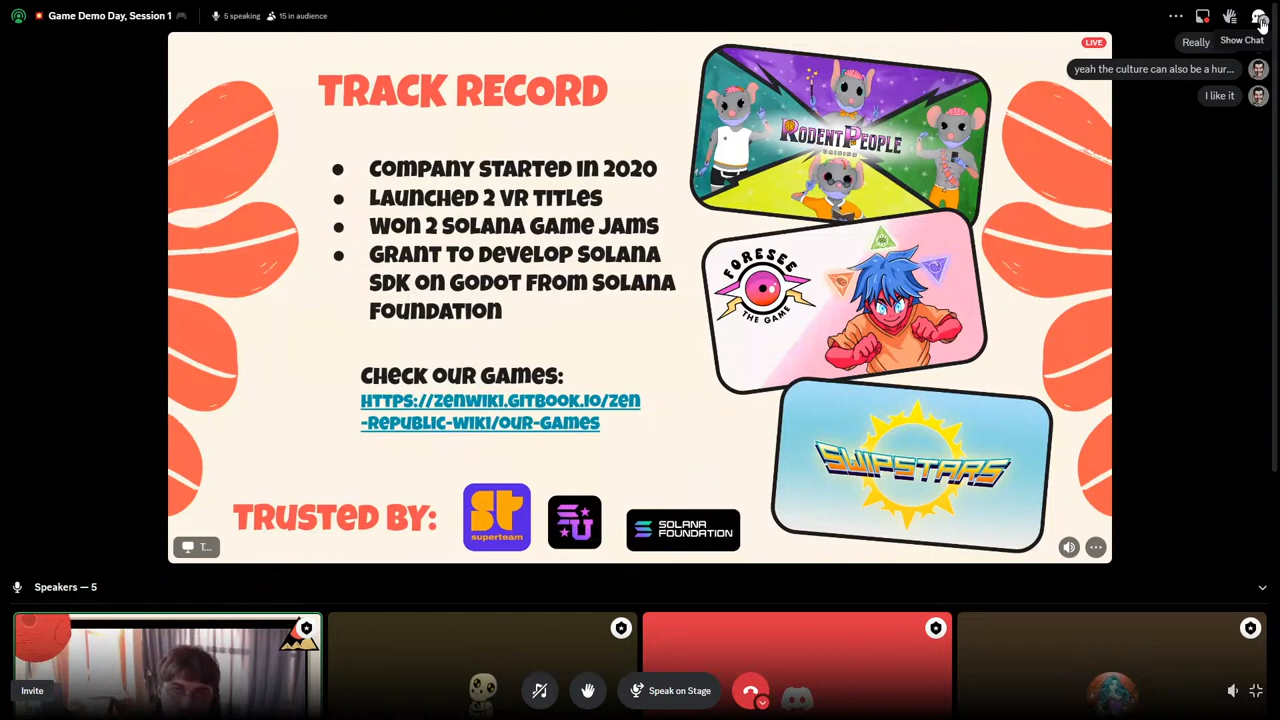 Game Demo Day, Session 1
5 speaking
15 in audience
Really
Show Chat
yeah the culture can also be a hur...
I like it
LIVE
TRACK RECORD
● COMPANY STARTED IN 2020
● LAUNCHED 2 VR TITLES
● WON 2 SOLANA GAME JAMS
● GRANT TO DEVELOP SOLANA
SDK ON GODOT FROM SOLANA
FOUNDATION
CHECK OUR GAMES:
HTTPS://ZENWIKI.GITBOOK.IO/ZEN
-REPUBLIC-WIKI/OUR-GAMES
TRUSTED BY:
st
superteam
SOLANA
FOUNDATION
RODENT PEOPLE
ORIGINS
FORESEE
THE GAME
SWIPSTARS
T...
Speakers — 5
Invite
Speak on Stage